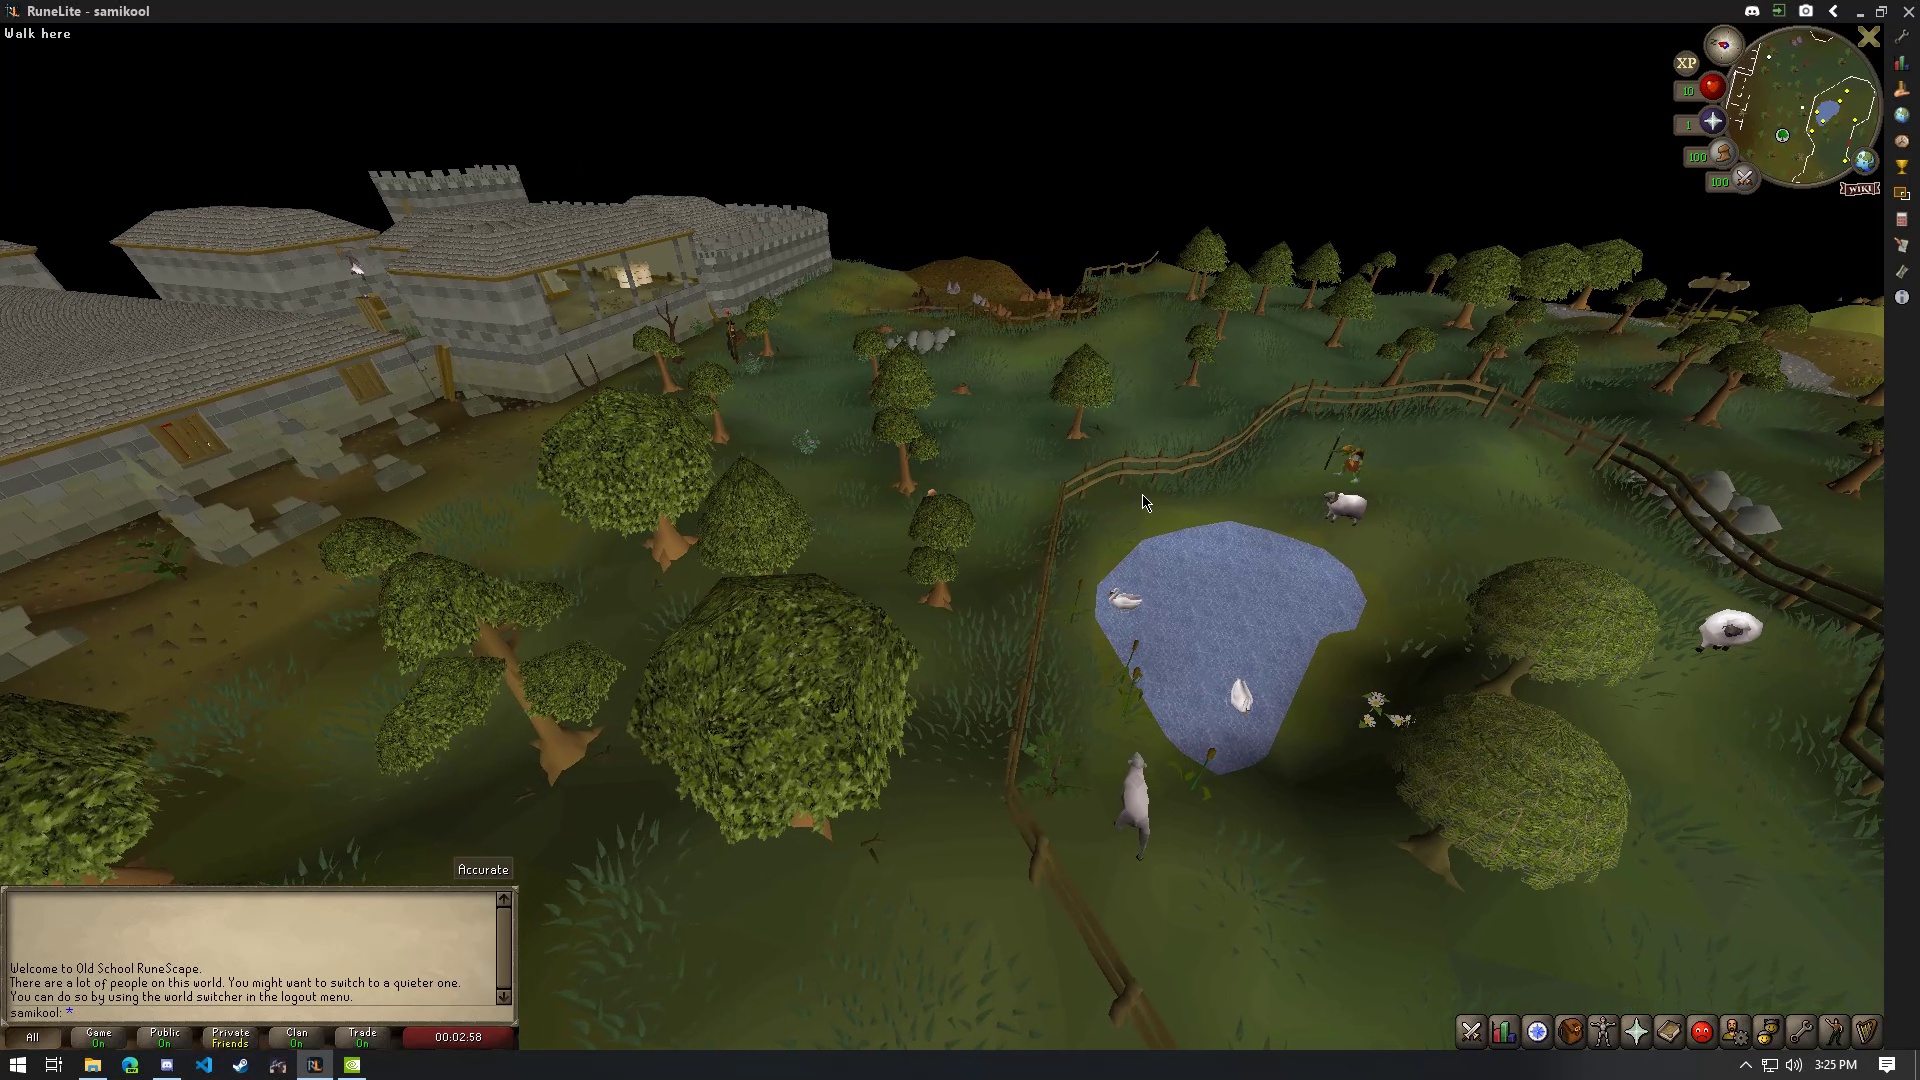 RuneLite - samikool
Walk here
XP
10
1
100
100
WIKI
Accurate
Welcome to Old School RuneScape.
There are a lot of people on this world. You might want to switch to a quieter one.
You can do so by using the world switcher in the logout menu.
samikool: *
All
Game
On
Public
On
Private
Friends
Clan
On
Trade
On
00:02:58
RL
3:25 PM